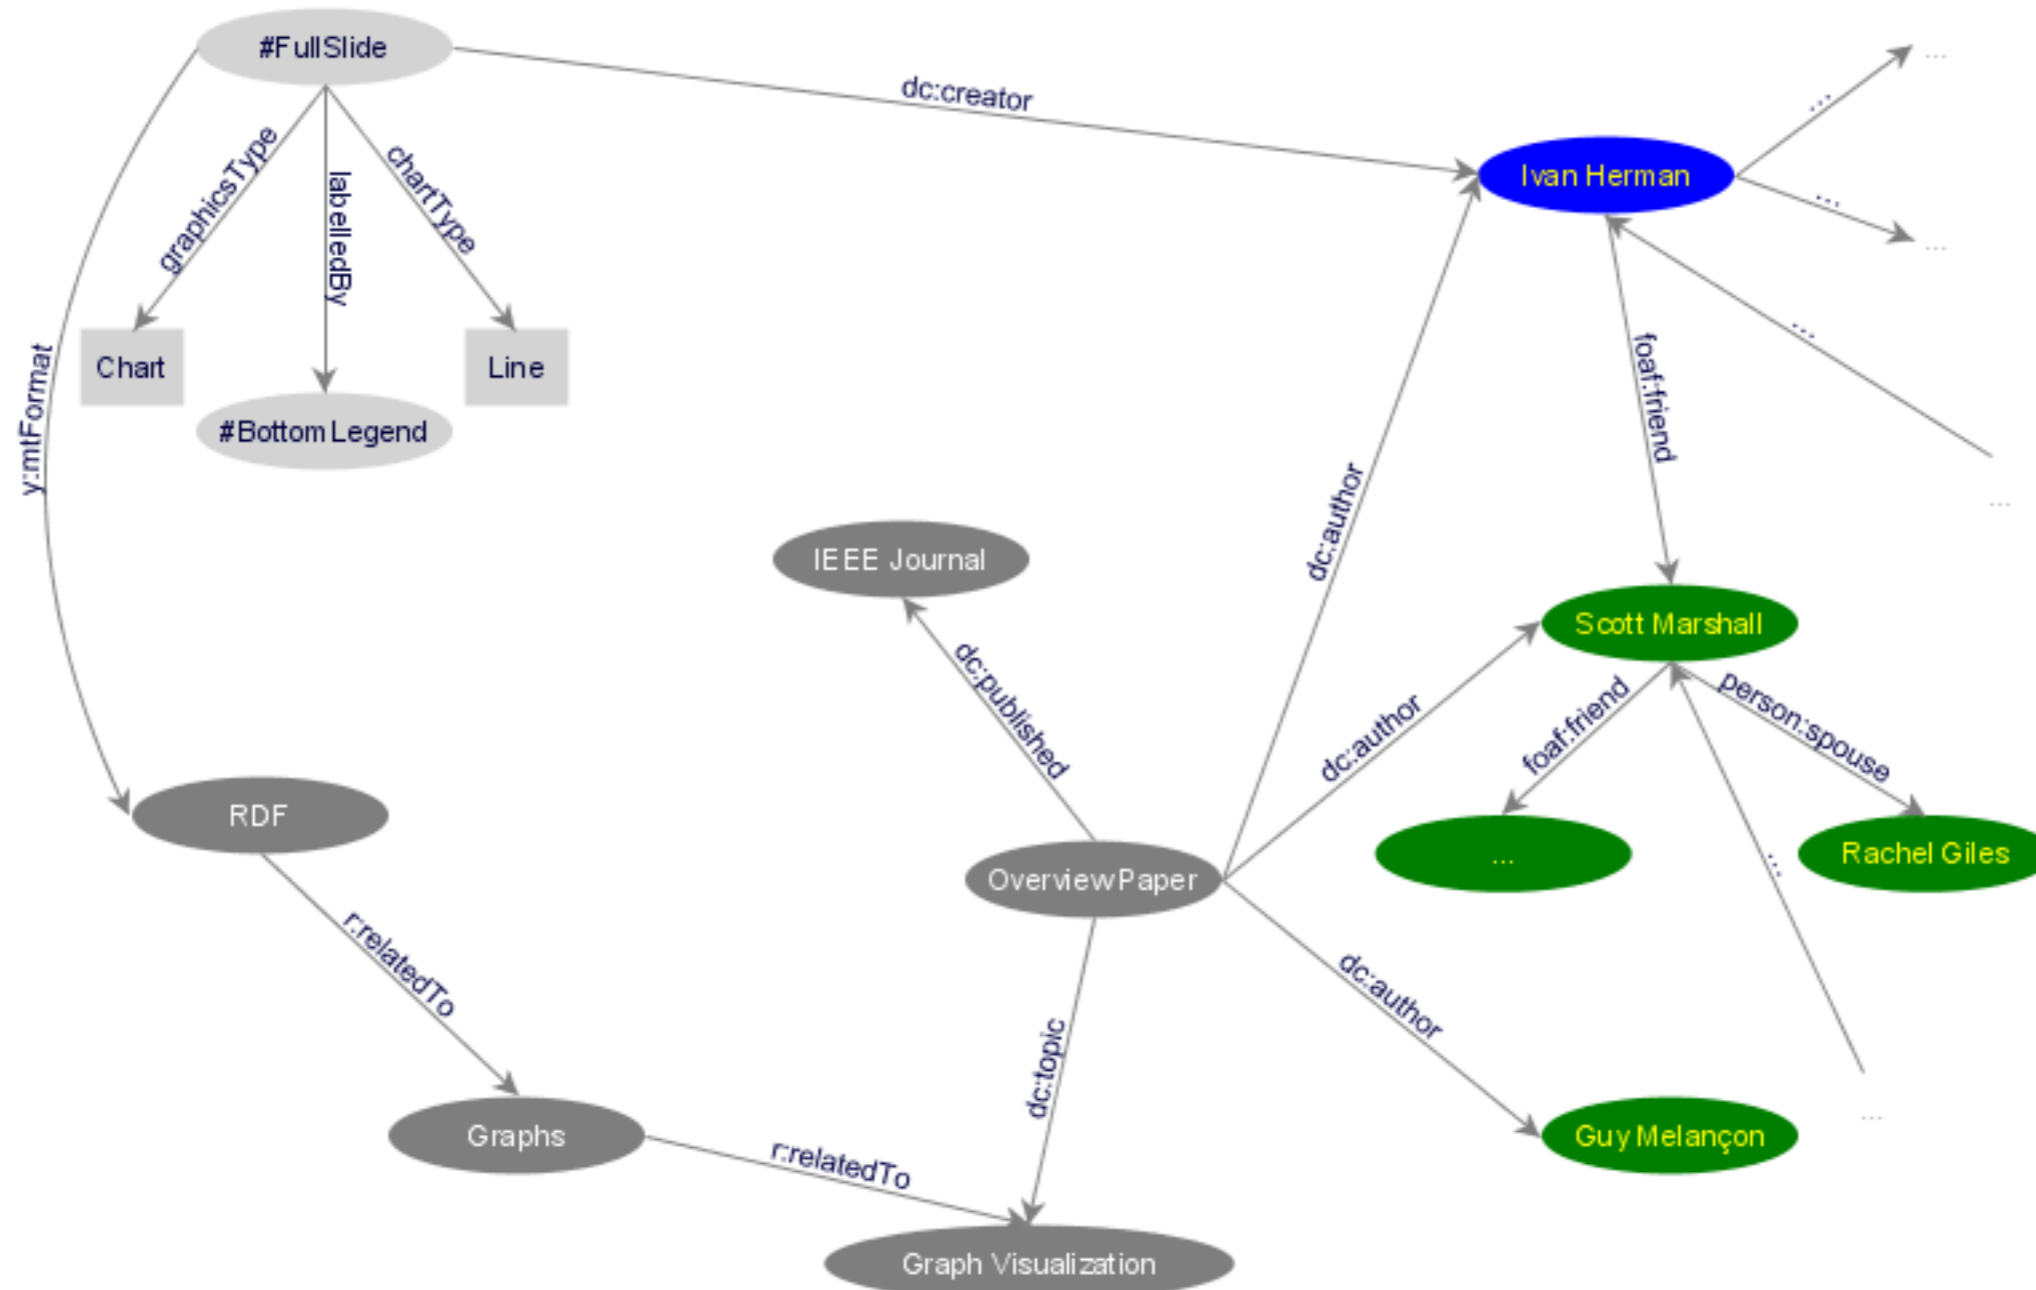 #FullSlide
...
dc:creator
...
graphicsType
chartType
labelledBy
Ivan Herman
...
...
...
y:mtFormat
Chart
Line
foaf:friend
#Bottom Legend
...
dc:author
IEEE Journal
Scott Marshall
dc:published
dc:author
foaf:friend
person:spouse
RDF
...
Rachel Giles
...
OverviewPaper
r:relatedTo
dc:author
dc:topic
...
Graphs
Guy Melançon
r:relatedTo
Graph Visualization